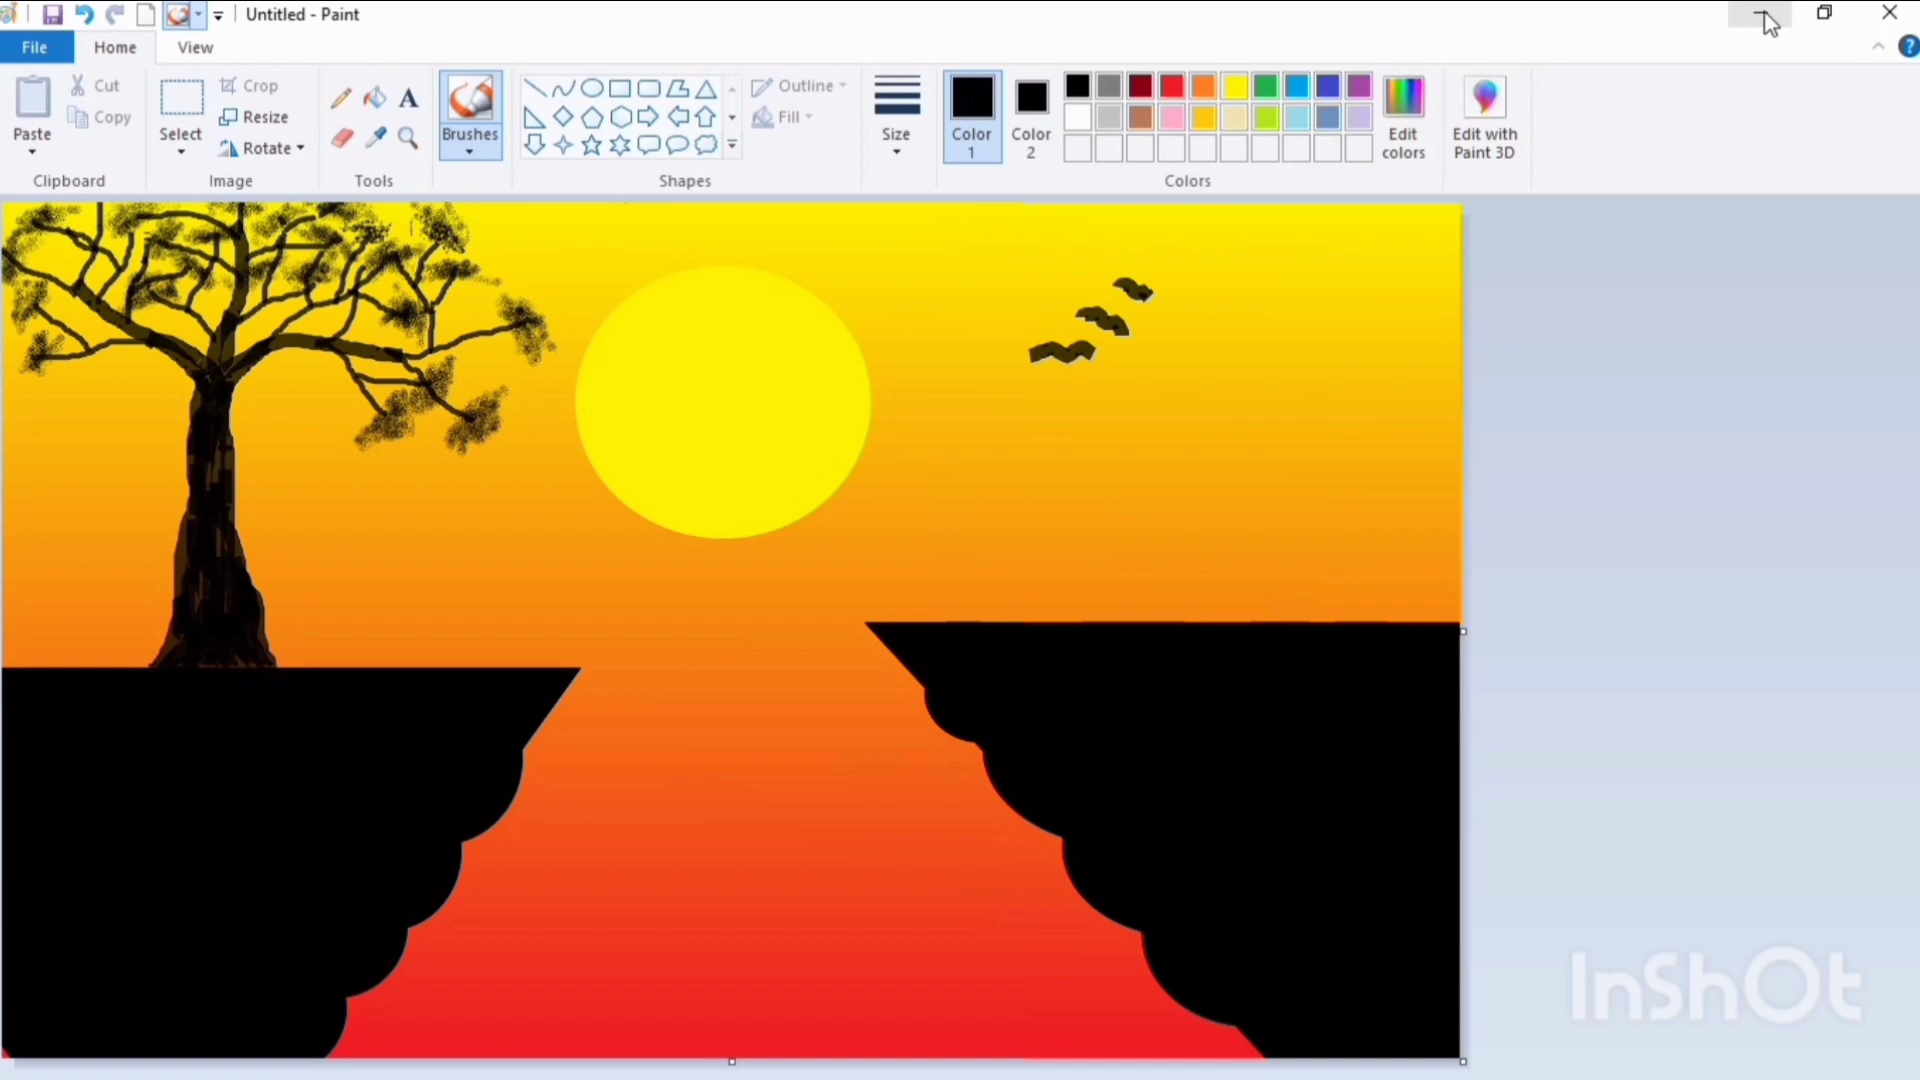 Untitled - Paint
File Home View
Paste
Cut
Copy
Clipboard
Select
Crop
Resize
Rotate
Image
A
Tools
Brushes
Shapes
Outline
Fill
Size
Color 1
Color 2
Colors
Edit colors
Edit with Paint 3D
?
InShOt